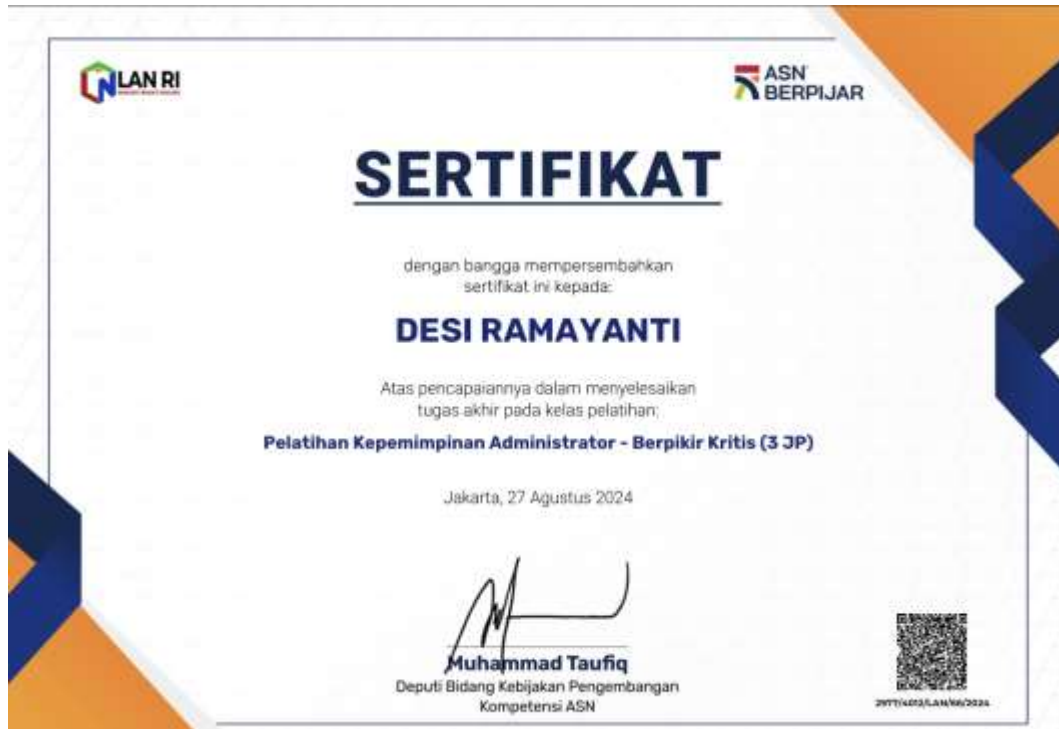 LAN RI
ASN
BERPIJAR
SERTIFIKAT
dengan bangga mempersembahkan
sertifikat ini kepada:
DESI RAMAYANTI
Atas pencapaiannya dalam menyelesaikan
tugas akhir pada kelas pelatihan:
Pelatihan Kepemimpinan Administrator - Berpikir Kritis (3 JP)
Jakarta, 27 Agustus 2024
Muhammad Taufiq
Deputi Bidang Kebijakan Pengembangan
Kompetensi ASN